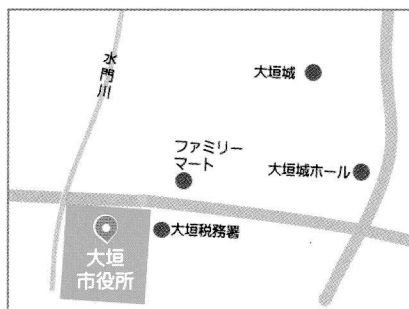 水門川
大垣城
ファミリー
マート
大垣城ホール
大垣税務署
大垣
市役所